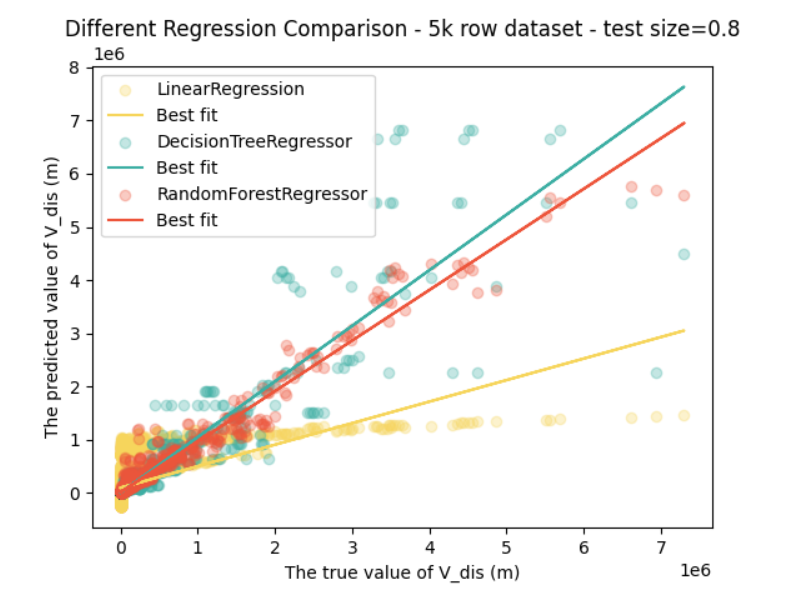 Different Regression Comparison - 5k row dataset - test size=0.8
1e6
8
7
6
5
4
3
2
1
0
The predicted value of V_dis (m)
LinearRegression
Best fit
DecisionTreeRegressor
Best fit
RandomForestRegressor
Best fit
0 1 2 3 4 5 6 7
The true value of V_dis (m)
1e6